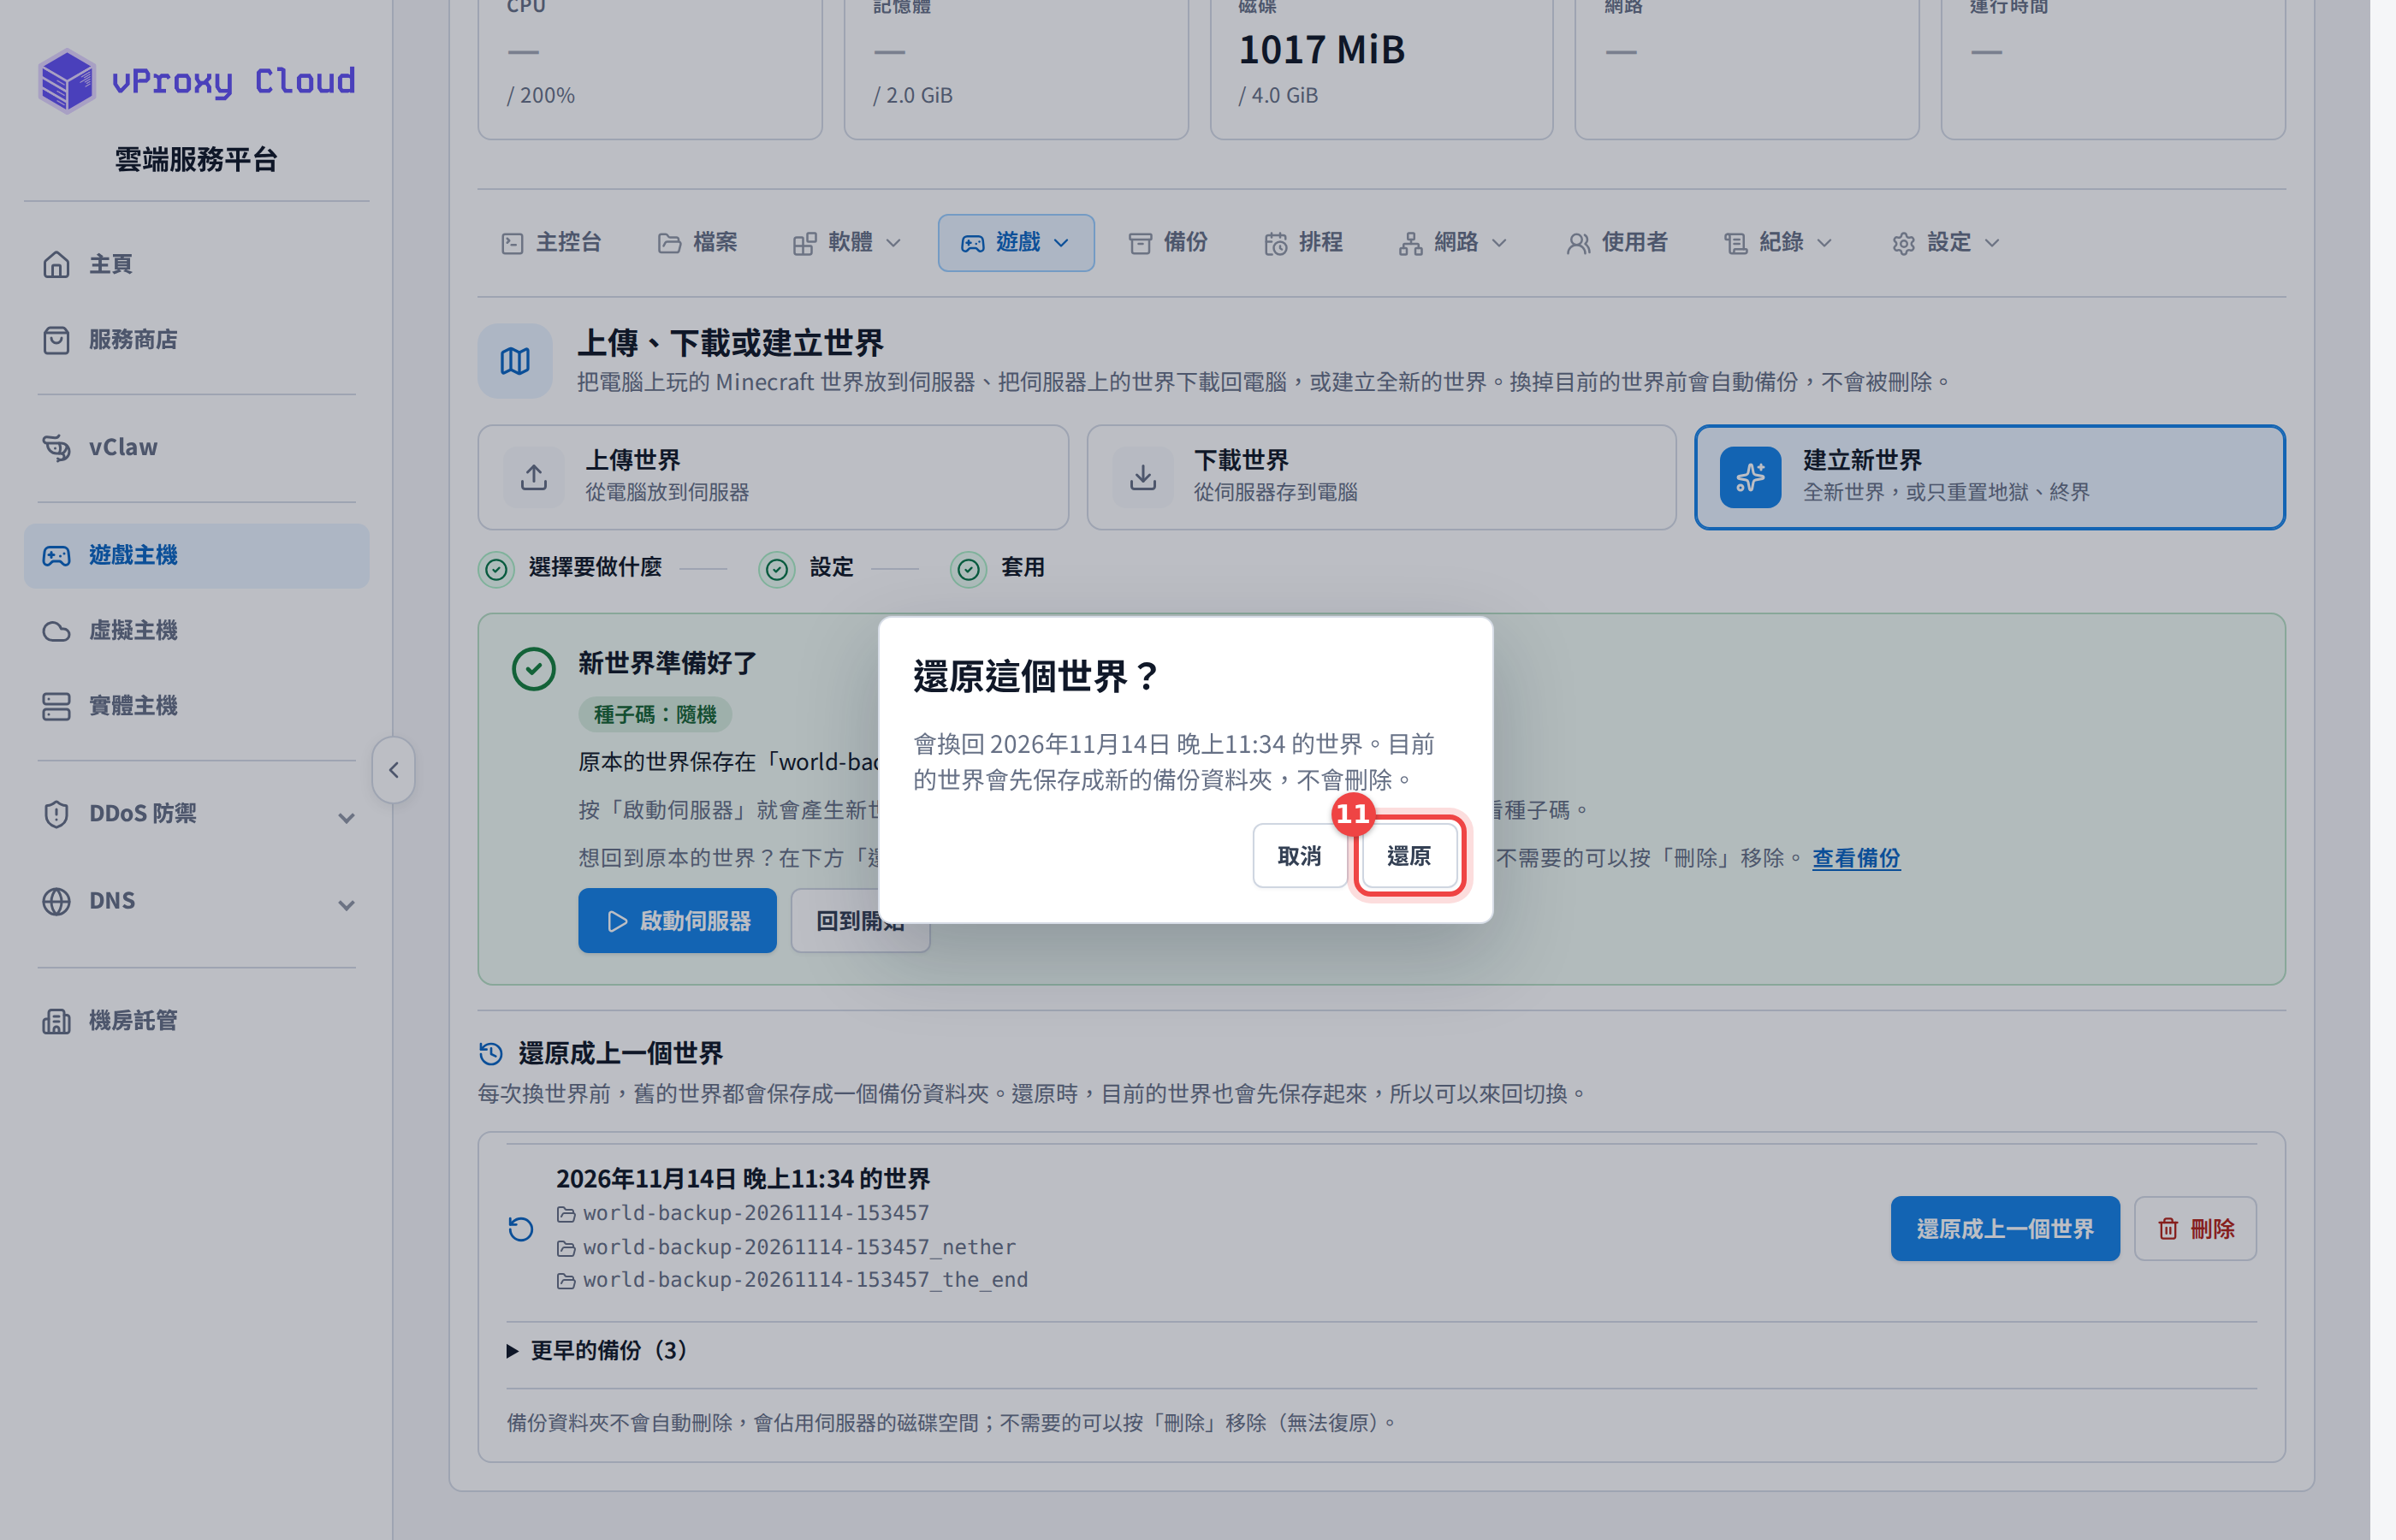 vProxy Cloud
雲端服務平台
主頁
服務商店
vClaw
遊戲主機
虛擬主機
實體主機
DDoS 防禦
DNS
機房託管
CPU
—
/ 200%
記憶體
—
/ 2.0 GiB
磁碟
1017 MiB
/ 4.0 GiB
網路
—
運行時間
—
主控台
檔案
軟體
遊戲
備份
排程
網路
使用者
紀錄
設定
上傳、下載或建立世界
把電腦上玩的 Minecraft 世界放到伺服器、把伺服器上的世界下載回電腦，或建立全新的世界。換掉目前的世界前會自動備份，不會被刪除。
上傳世界
從電腦放到伺服器
下載世界
從伺服器存到電腦
建立新世界
全新世界，或只重置地獄、終界
選擇要做什麼
設定
套用
新世界準備好了
種子碼：隨機
原本的世界保存在「world-bac
按「啟動伺服器」就會產生新世
看種子碼。
想回到原本的世界？在下方「還
不需要的可以按「刪除」移除。 查看備份
啟動伺服器
回到開始
還原這個世界？
會換回 2026年11月14日 晚上11:34 的世界。目前
的世界會先保存成新的備份資料夾，不會刪除。
11
取消
還原
還原成上一個世界
每次換世界前，舊的世界都會保存成一個備份資料夾。還原時，目前的世界也會先保存起來，所以可以來回切換。
2026年11月14日 晚上11:34 的世界
world-backup-20261114-153457
world-backup-20261114-153457_nether
world-backup-20261114-153457_the_end
還原成上一個世界
刪除
更早的備份（3）
備份資料夾不會自動刪除，會佔用伺服器的磁碟空間；不需要的可以按「刪除」移除（無法復原）。